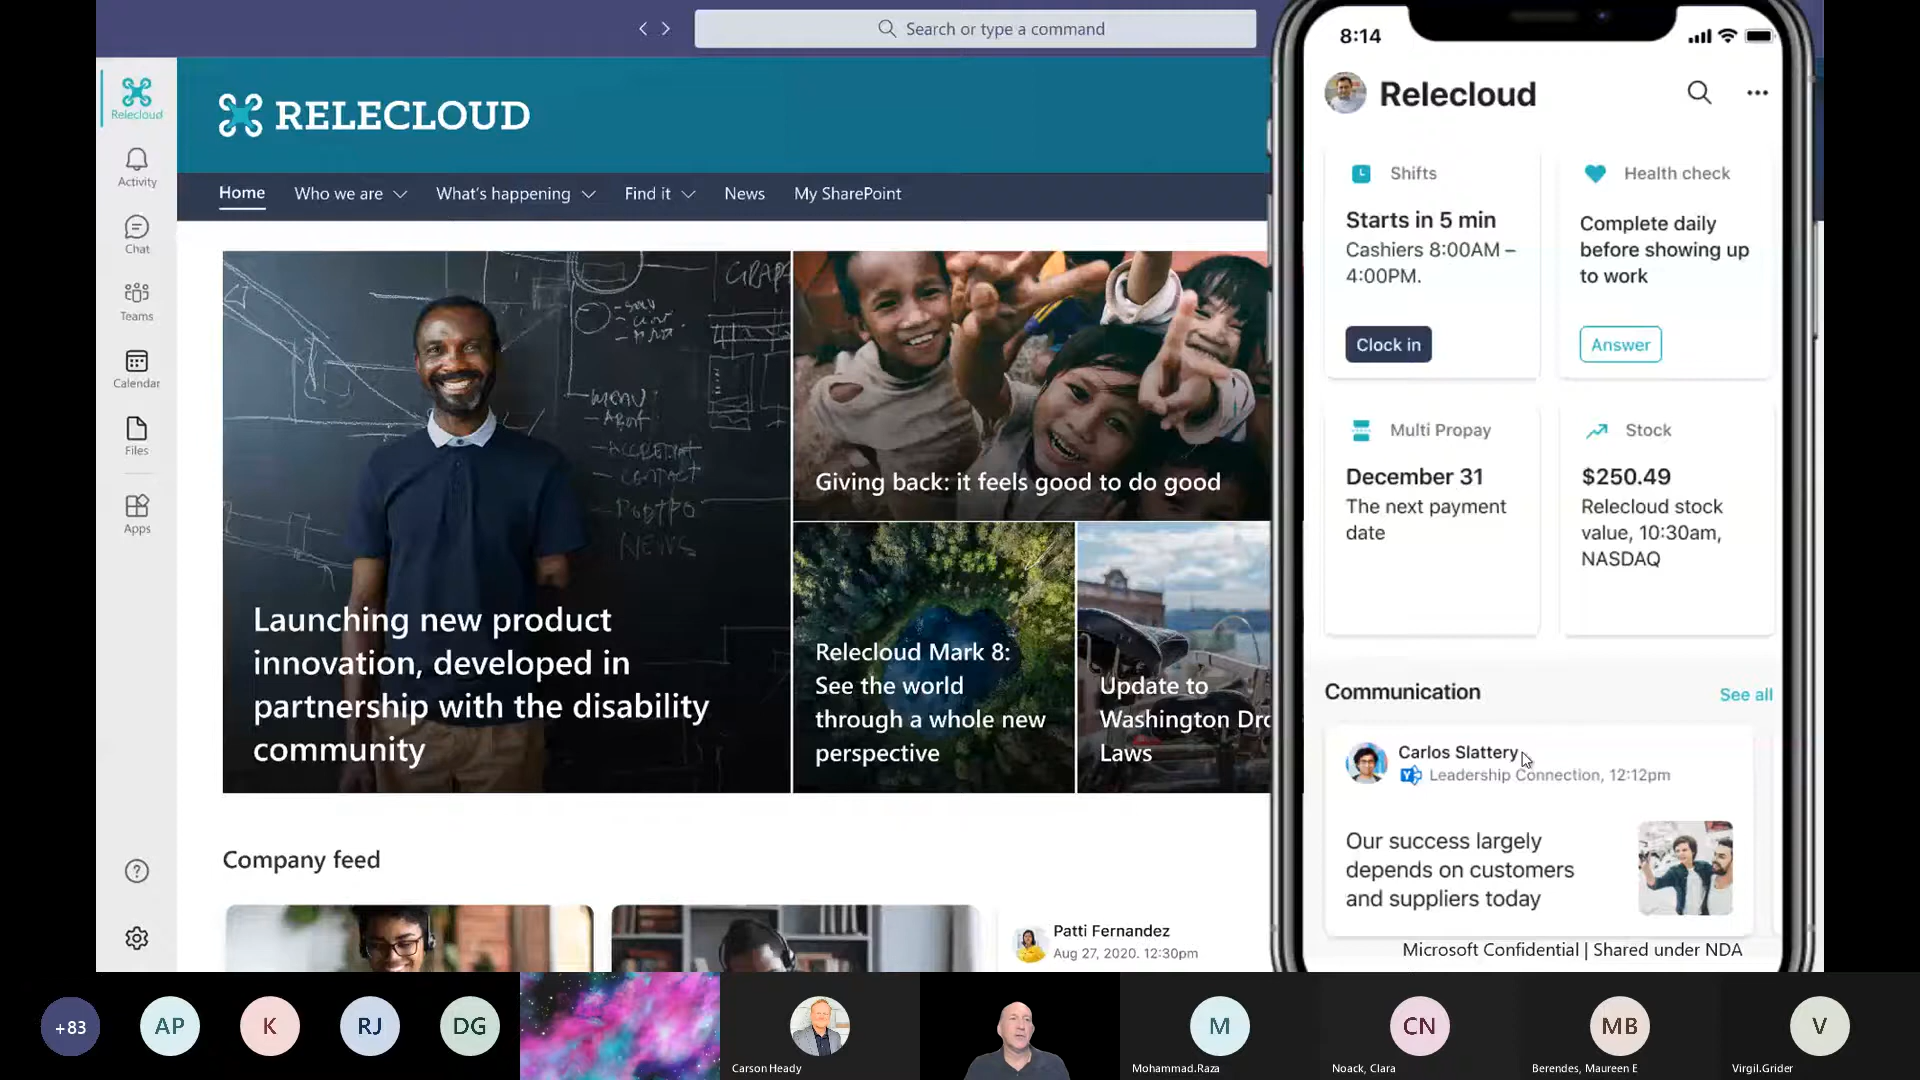 Search or type a command
Relecloud
Activity
Chat
Teams
Calendar
Files
Apps
RELECLOUD
Home
Who we are
What's happening
Find it
News
My SharePoint
MENU
ABOUT
CONTACT
NEWS
Launching new product
innovation, developed in
partnership with the disability
community
Giving back: it feels good to do good
Relecloud Mark 8:
See the world
through a whole new
perspective
Update to
Washington Dro
Laws
Company feed
Patti Fernandez
Aug 27, 2020. 12:30pm
8:14
Relecloud
Shifts
Starts in 5 min
Cashiers 8:00AM –
4:00PM.
Clock in
Health check
Complete daily
before showing up
to work
Answer
Multi Propay
December 31
The next payment
date
Stock
$250.49
Relecloud stock
value, 10:30am,
NASDAQ
Communication
See all
Carlos Slattery
Leadership Connection, 12:12pm
Our success largely
depends on customers
and suppliers today
Microsoft Confidential | Shared under NDA
+83
AP
K
RJ
DG
Carson Heady
M
Mohammad.Raza
CN
Noack, Clara
MB
Berendes, Maureen E
V
Virgil.Grider